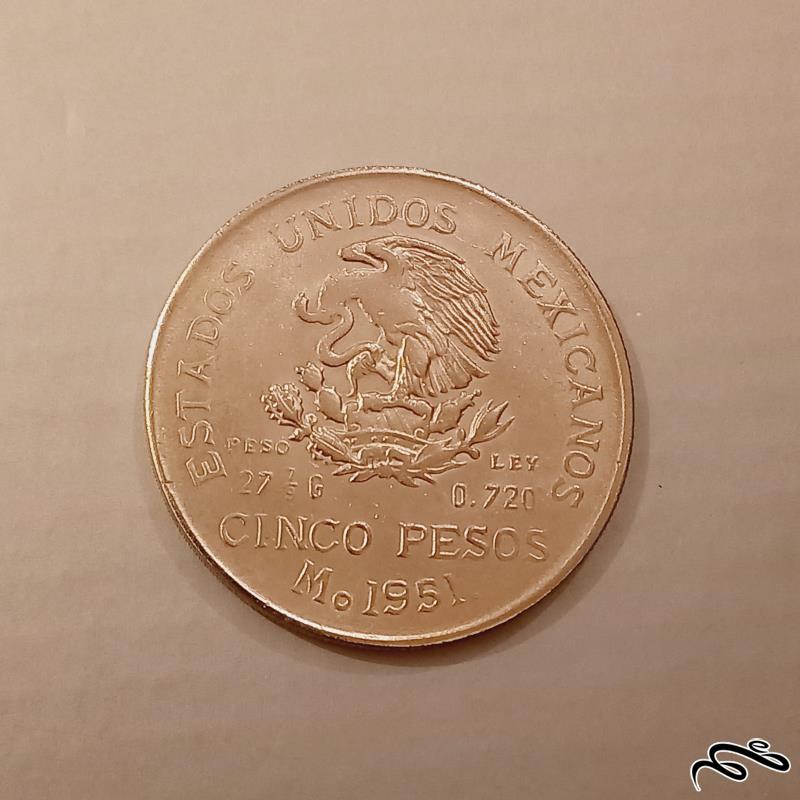 ESTADOS UNIDOS MEXICANOS
PESO
27 7/9 G
LEY
0.720
CINCO PESOS
Mo 1951